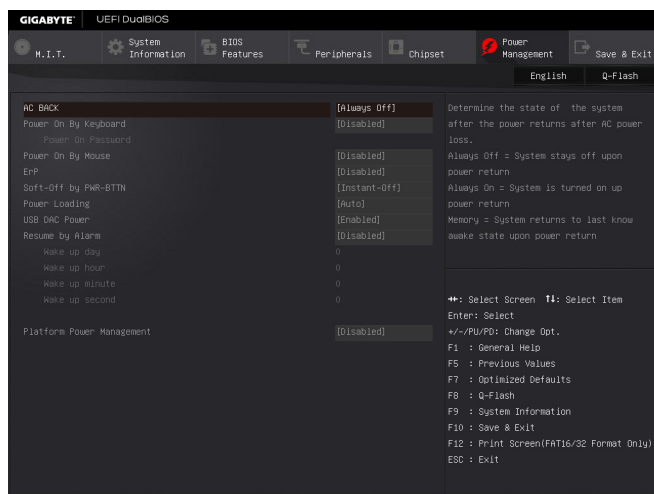 GIGABYTE™ UEFI DualBIOS
M.I.T.
System Information
BIOS Features
Peripherals
Chipset
Power Management
Save & Exit
English Q-Flash
AC BACK [Always Off]
Power On By Keyboard [Disabled]
Power On Password
Power On By Mouse [Disabled]
ErP [Disabled]
Soft-Off by PWR-BTTN [Instant-Off]
Power Loading [Auto]
USB DAC Power [Enabled]
Resume by Alarm [Disabled]
Wake up day 0
Wake up hour 0
Wake up minute 0
Wake up second 0
Platform Power Management [Disabled]
Determine the state of the system
after the power returns after AC power
loss.
Always Off = System stays off upon
power return
Always On = System is turned on up
power return
Memory = System returns to last know
awake state upon power return
→←: Select Screen ↑↓: Select Item
Enter: Select
+/-/PU/PD: Change Opt.
F1 : General Help
F5 : Previous Values
F7 : Optimized Defaults
F8 : Q-Flash
F9 : System Information
F10 : Save & Exit
F12 : Print Screen(FAT16/32 Format Only)
ESC : Exit